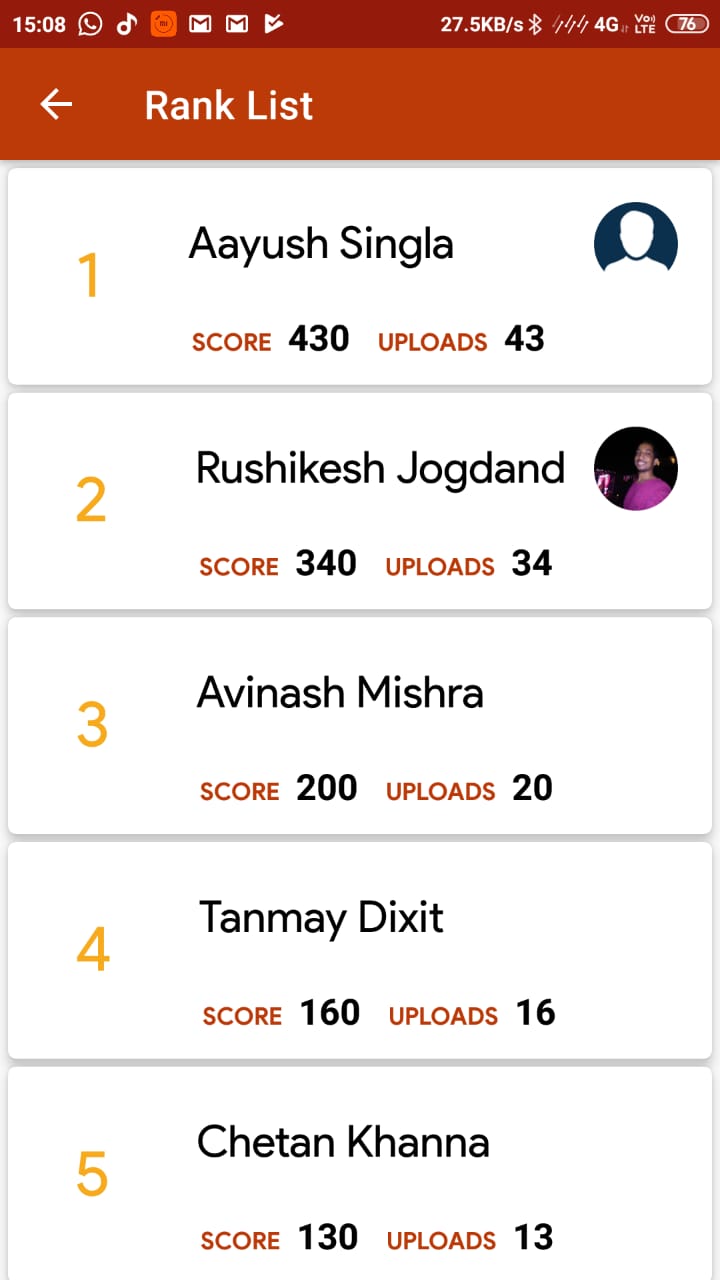 15:08 27.5KB/s 4G Vo) LTE 76
Rank List
1
Aayush Singla
SCORE 430 UPLOADS 43
2
Rushikesh Jogdand
SCORE 340 UPLOADS 34
3
Avinash Mishra
SCORE 200 UPLOADS 20
4
Tanmay Dixit
SCORE 160 UPLOADS 16
5
Chetan Khanna
SCORE 130 UPLOADS 13